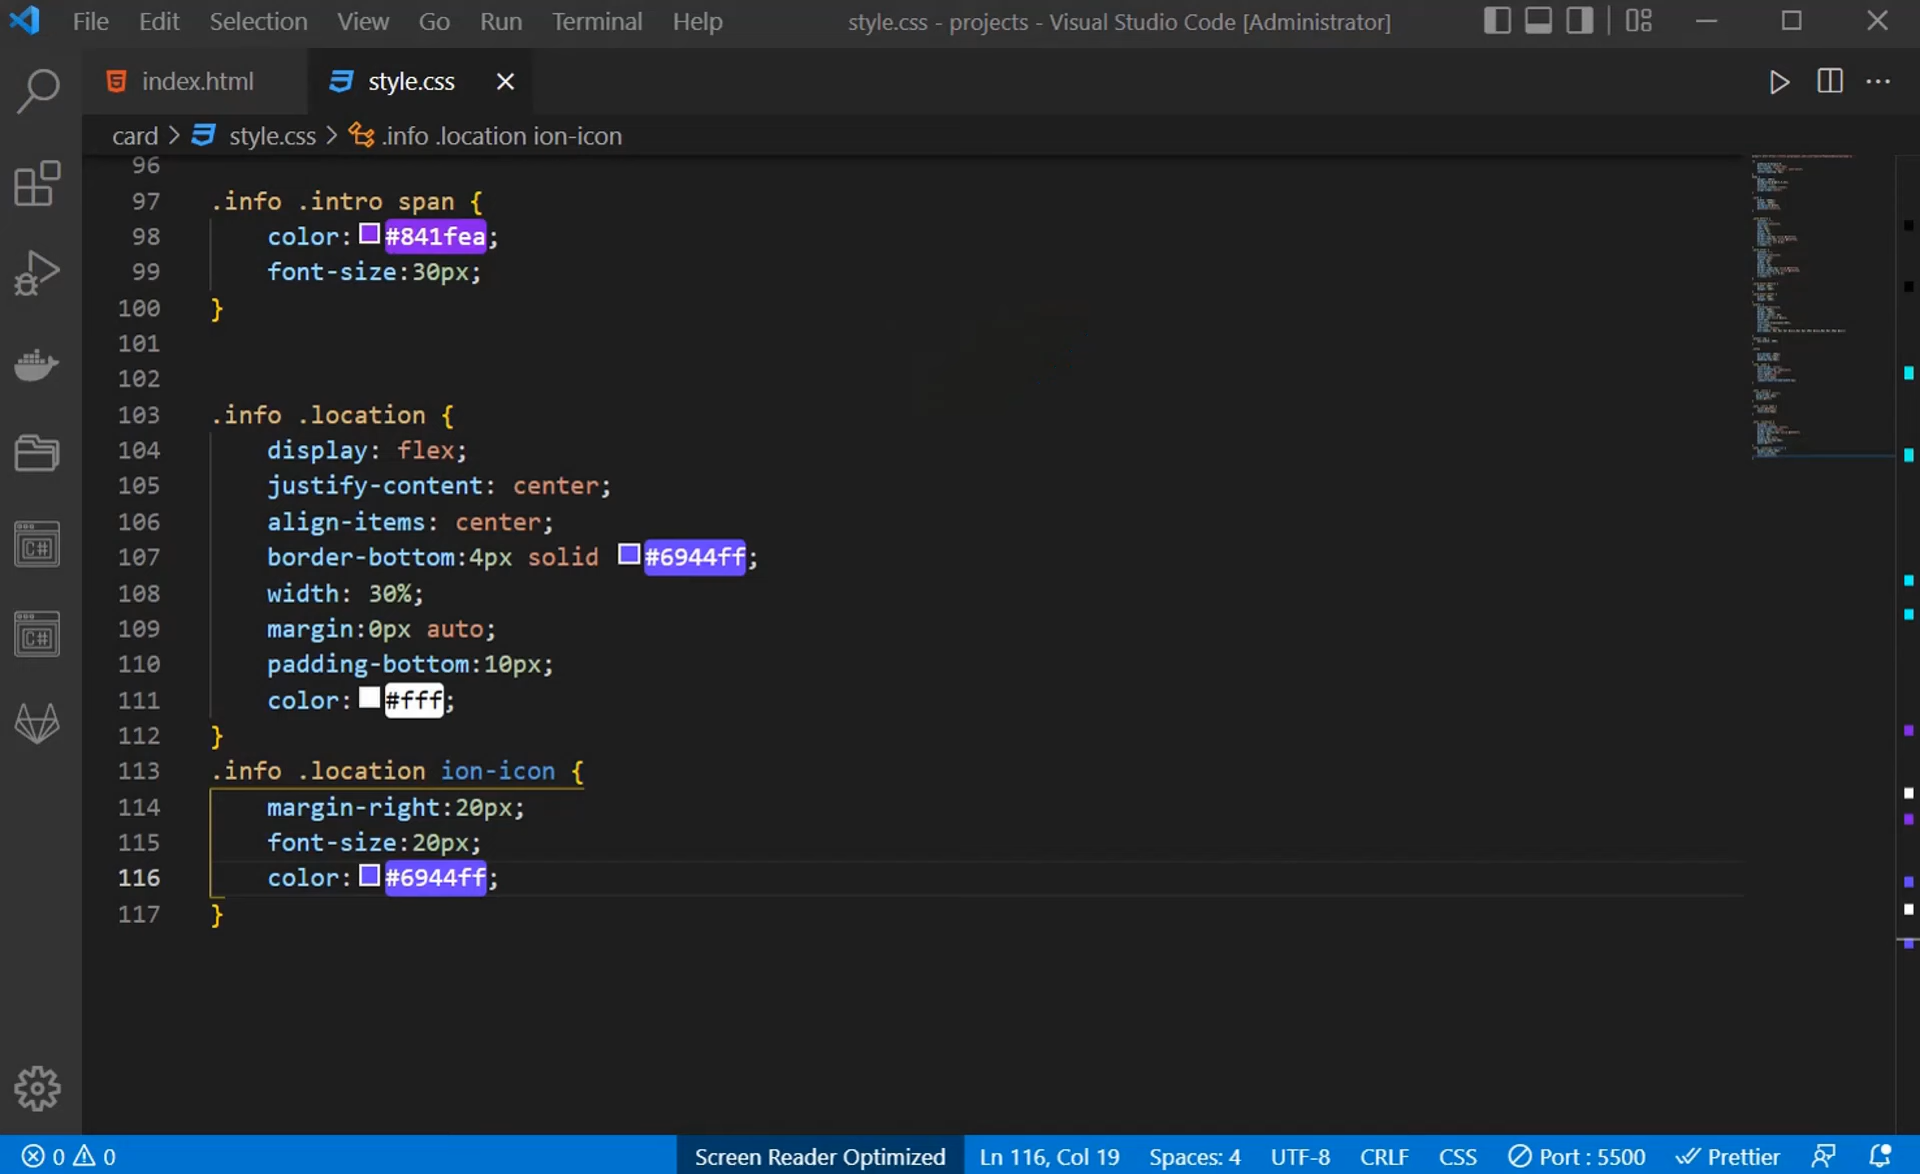 File Edit Selection View Go Run Terminal Help style.css - projects - Visual Studio Code [Administrator]
index.html style.css
card > style.css > .info .location ion-icon
96
97 .info .intro span {
98 color: #841fea;
99 font-size:30px;
100 }
101
102
103 .info .location {
104 display: flex;
105 justify-content: center;
106 align-items: center;
107 border-bottom:4px solid #6944ff;
108 width: 30%;
109 margin:0px auto;
110 padding-bottom:10px;
111 color: #fff;
112 }
113 .info .location ion-icon {
114 margin-right:20px;
115 font-size:20px;
116 color: #6944ff;
117 }
C#
C#
0 0 Screen Reader Optimized Ln 116, Col 19 Spaces: 4 UTF-8 CRLF CSS Port : 5500 Prettier